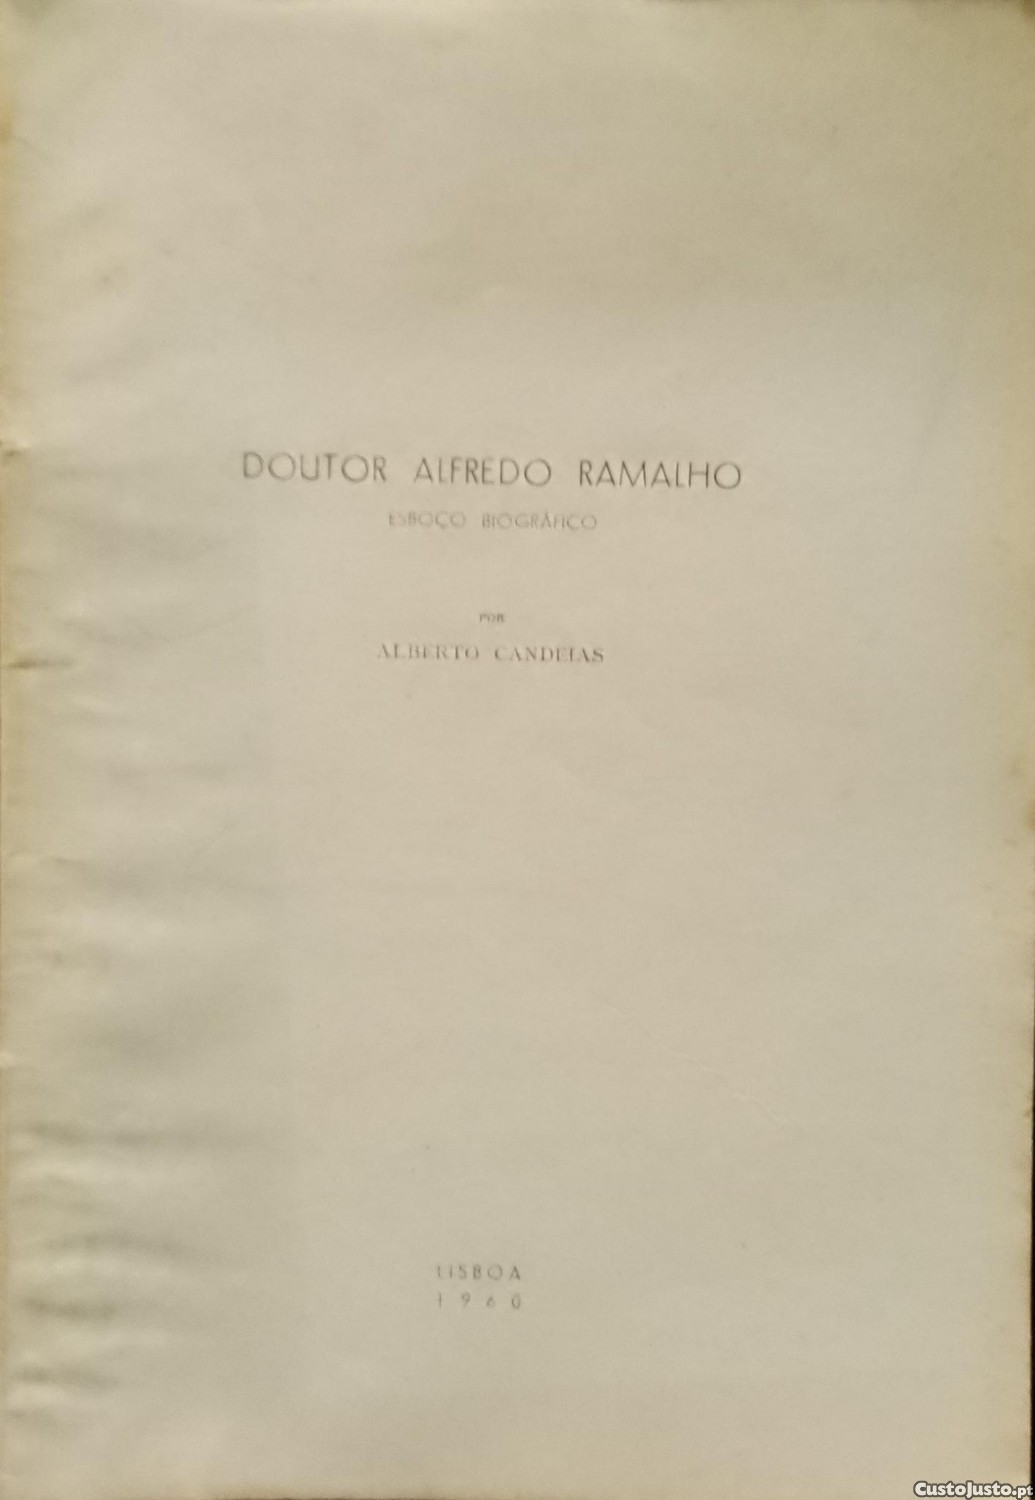 DOUTOR ALFREDO RAMALHO
ESBOÇO BIOGRÁFICO
POR
ALBERTO CANDEIAS
LISBOA
1960
CustoJusto.pt